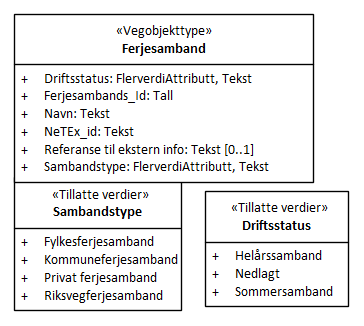 «Vegobjekttype»
Ferjesamband
+ Driftsstatus: FlerverdiAttributt, Tekst
+ Ferjesambands_Id: Tall
+ Navn: Tekst
+ NeTEx_id: Tekst
+ Referanse til ekstern info: Tekst [0..1]
+ Sambandstype: FlerverdiAttributt, Tekst
«Tillatte verdier»
Sambandstype
+ Fylkesferjesamband
+ Kommuneferjesamband
+ Privat ferjesamband
+ Riksvegferjesamband
«Tillatte verdier»
Driftsstatus
+ Helårssamband
+ Nedlagt
+ Sommersamband